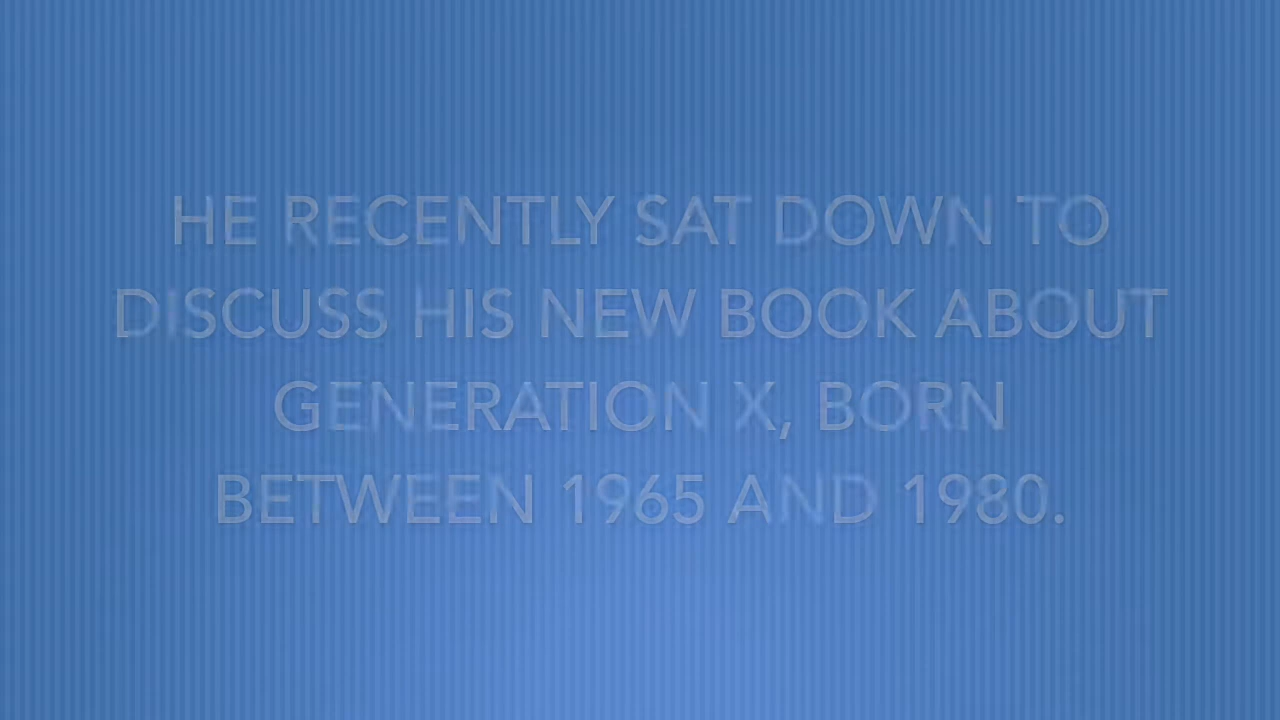 HE RECENTLY SAT DOWN TO
DISCUSS HIS NEW BOOK ABOUT
GENERATION X, BORN
BETWEEN 1965 AND 1980.